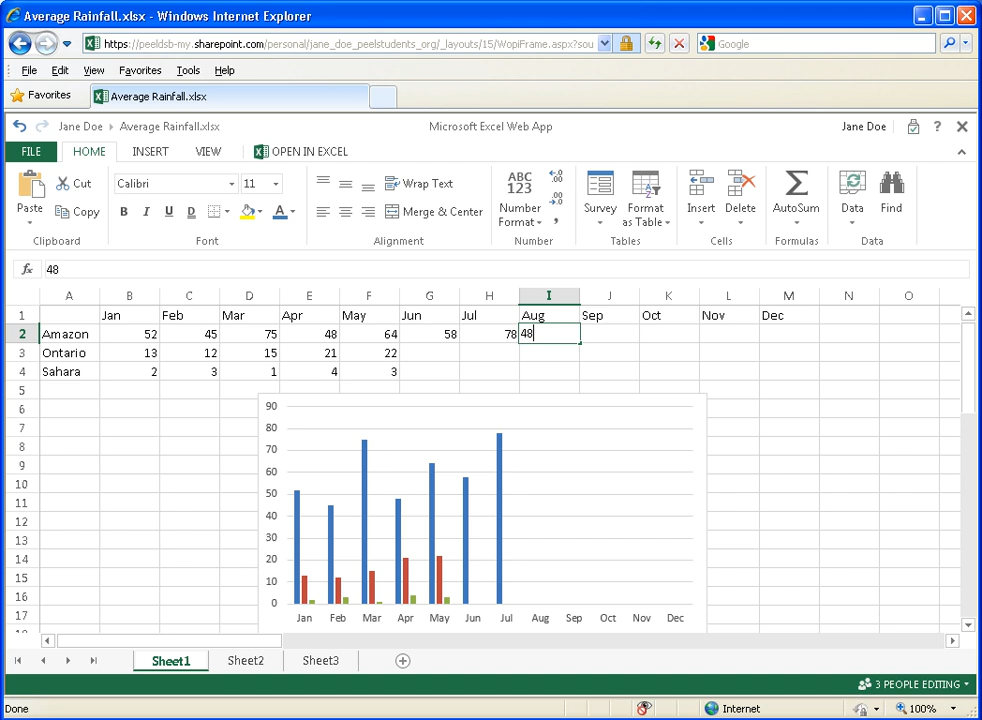 Average Rainfall.xlsx - Windows Internet Explorer
https://peeldsb-my.sharepoint.com/personal/jane_doe_peelstudents_org/_layouts/15/WopiFrame.aspx?sou
Google
File Edit View Favorites Tools Help
Favorites Average Rainfall.xlsx
Jane Doe Average Rainfall.xlsx Microsoft Excel Web App Jane Doe ?
FILE HOME INSERT VIEW OPEN IN EXCEL
Paste Cut Copy
Calibri 11
B I U D
Wrap Text
Merge & Center
ABC 123 Number Format .00 .0 .00 ,
Survey Format as Table
Insert Delete
AutoSum
Data Find
Clipboard Font Alignment Number Tables Cells Formulas Data
fx 48
A B C D E F G H I J K L M N O
1 Jan Feb Mar Apr May Jun Jul Aug Sep Oct Nov Dec
2 Amazon 52 45 75 48 64 58 78 48
3 Ontario 13 12 15 21 22
4 Sahara 2 3 1 4 3
5
6
7
8
9
10
11
12
13
14
15
16
17
90
80
70
60
50
40
30
20
10
0
Jan Feb Mar Apr May Jun Jul Aug Sep Oct Nov Dec
Sheet1 Sheet2 Sheet3
3 PEOPLE EDITING
Done Internet 100%